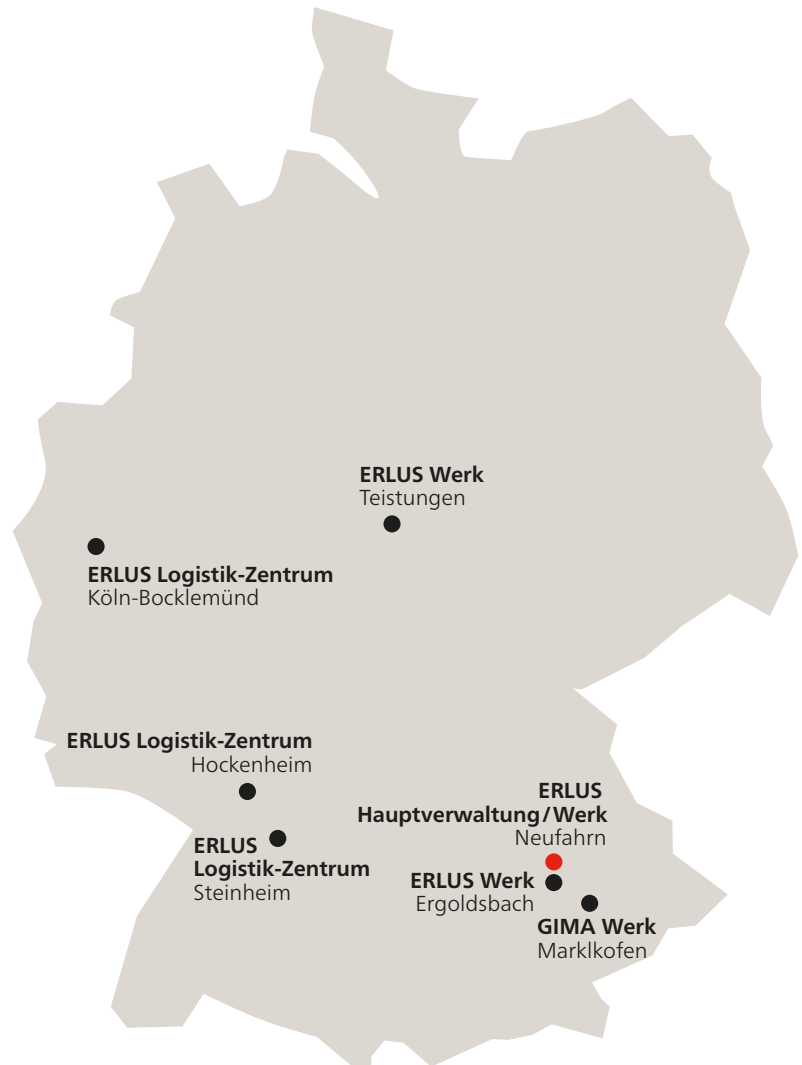 ERLUS Werk
Teistungen
ERLUS Logistik-Zentrum
Köln-Bocklemünd
ERLUS Logistik-Zentrum
Hockenheim
ERLUS
Logistik-Zentrum
Steinheim
ERLUS
Hauptverwaltung/Werk
Neufahrn
ERLUS Werk
Ergoldsbach
GIMA Werk
Marklkofen